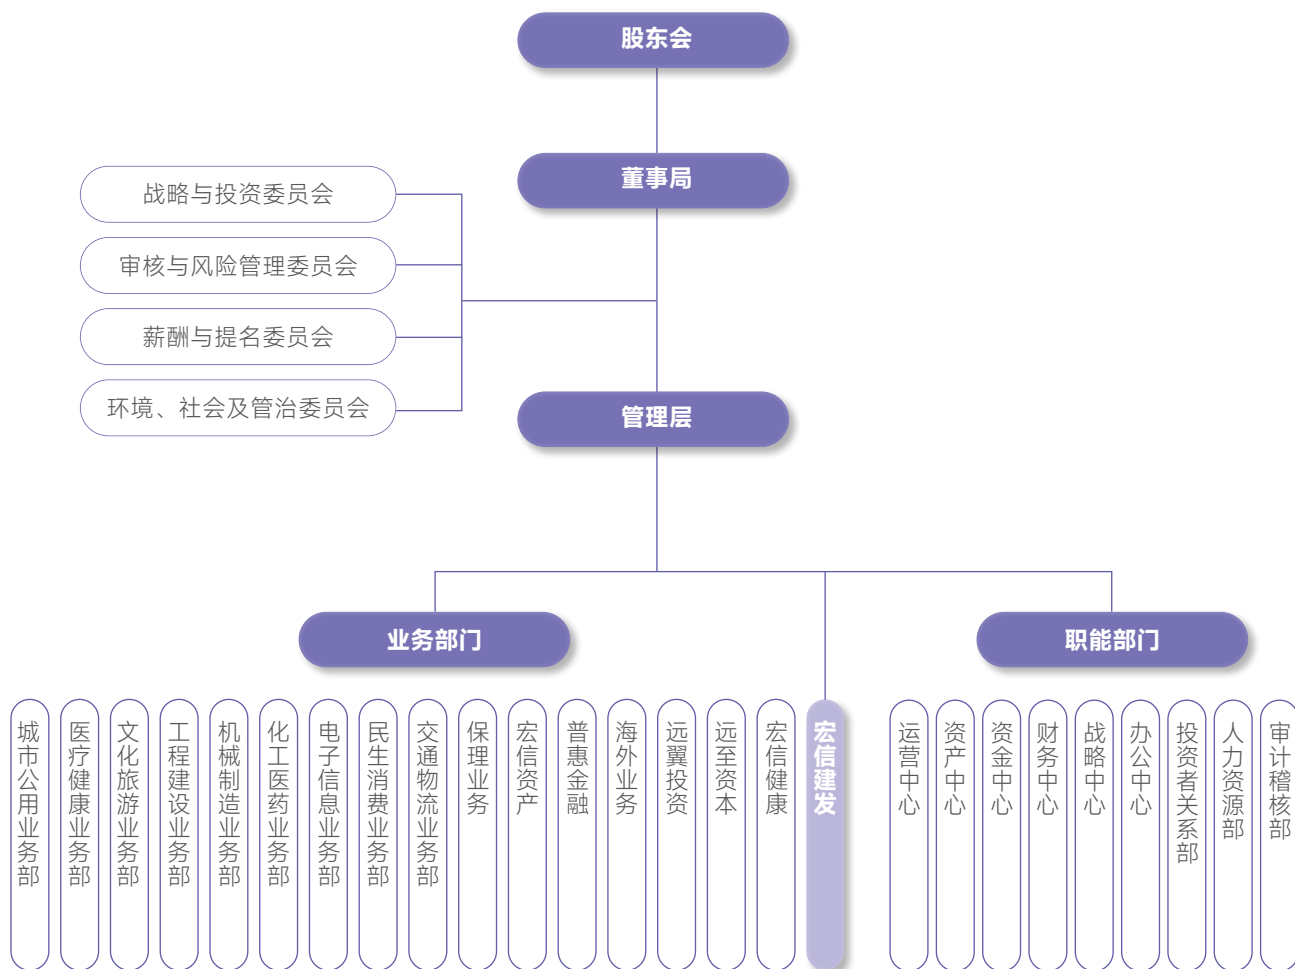 股东会
董事局
战略与投资委员会
审核与风险管理委员会
薪酬与提名委员会
环境、社会及管治委员会
管理层
业务部门
职能部门
城市公用业务部
医疗健康业务部
文化旅游业务部
工程建设业务部
机械制造业务部
化工医药业务部
电子信息业务部
民生消费业务部
交通物流业务部
保理业务
宏信资产
普惠金融
海外业务
远翼投资
远至资本
宏信健康
宏信建发
运营中心
资产中心
资金中心
财务中心
战略中心
办公中心
投资者关系部
人力资源部
审计稽核部